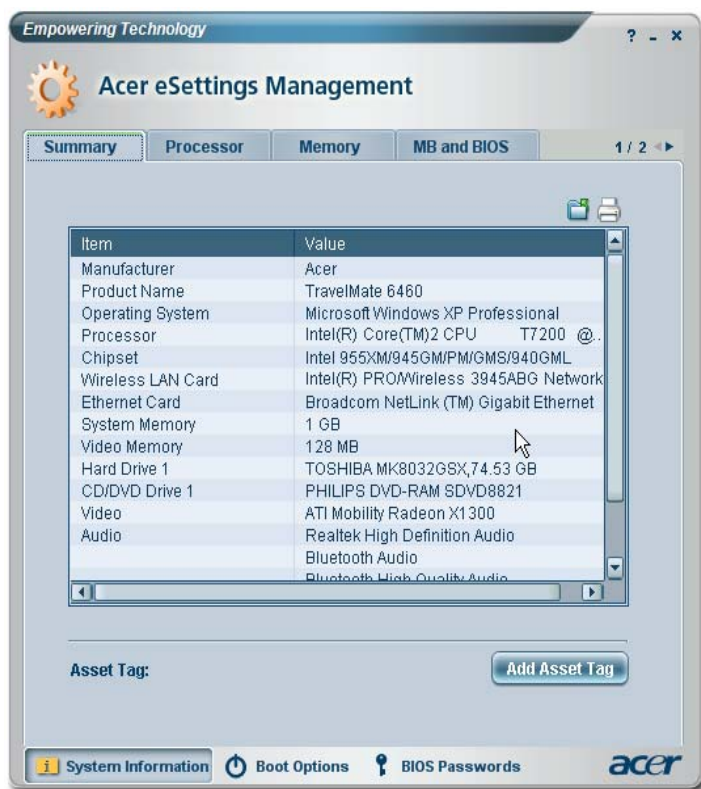 Empowering Technology
? - x
Acer eSettings Management
Summary Processor Memory MB and BIOS 1 / 2
Item Value
Manufacturer Acer
Product Name TravelMate 6460
Operating System Microsoft Windows XP Professional
Processor Intel(R) Core(TM)2 CPU T7200 @..
Chipset Intel 955XM/945GM/PM/GMS/940GML
Wireless LAN Card Intel(R) PRO/Wireless 3945ABG Network
Ethernet Card Broadcom NetLink (TM) Gigabit Ethernet
System Memory 1 GB
Video Memory 128 MB
Hard Drive 1 TOSHIBA MK8032GSX,74.53 GB
CD/DVD Drive 1 PHILIPS DVD-RAM SDVD8821
Video ATI Mobility Radeon X1300
Audio Realtek High Definition Audio
Bluetooth Audio
Bluetooth High Quality Audio
Asset Tag: Add Asset Tag
System Information Boot Options BIOS Passwords acer